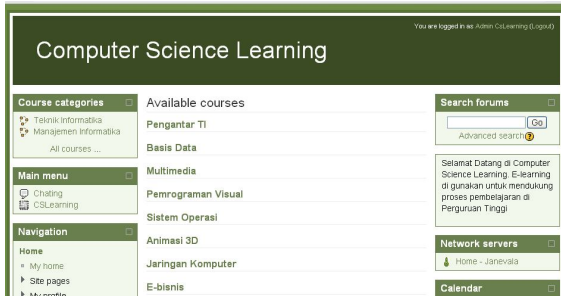 You are logged in as Admin CsLearning (Logout)
Computer Science Learning
Course categories
Teknik Informatika
Manajemen Informatika
All courses ...
Main menu
Chating
CSLearning
Navigation
Home
My home
Site pages
My profile
Available courses
Pengantar TI
Basis Data
Multimedia
Pemrograman Visual
Sistem Operasi
Animasi 3D
Jaringan Komputer
E-bisnis
Search forums
Go
Advanced search
Selamat Datang di Computer
Science Learning. E-learning
di gunakan untuk mendukung
proses pembelajaran di
Perguruan Tinggi
Network servers
Home - Janevala
Calendar